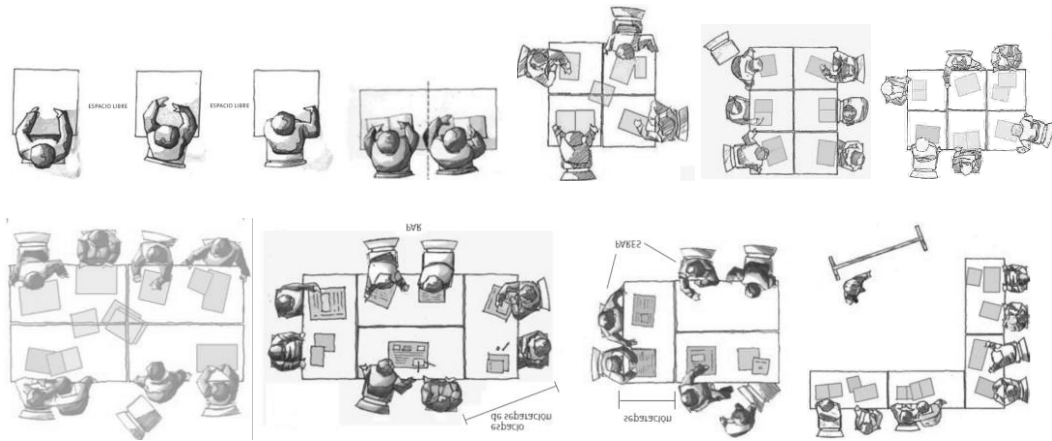 ESPACIO LIBRE
ESPACIO LIBRE
PAR
PARES
espacio
de separación
separación